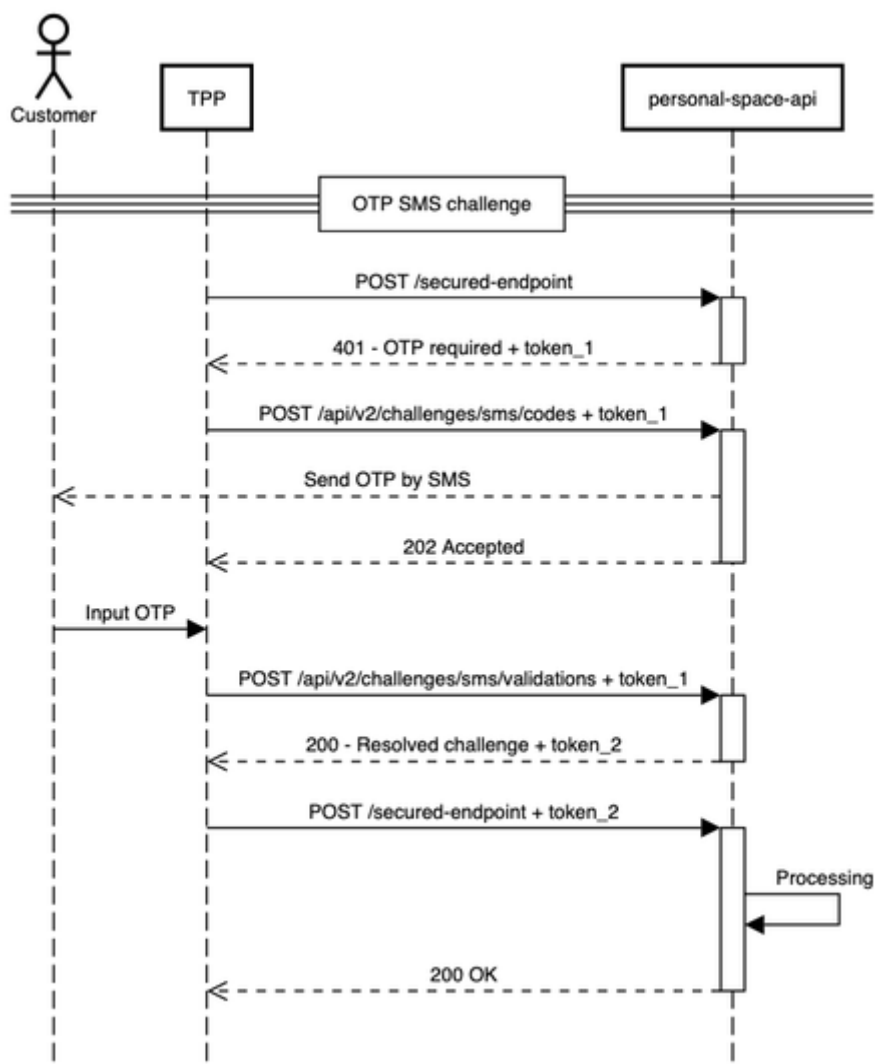 Customer
TPP
personal-space-api
OTP SMS challenge
POST /secured-endpoint
401 - OTP required + token_1
POST /api/v2/challenges/sms/codes + token_1
Send OTP by SMS
202 Accepted
Input OTP
POST /api/v2/challenges/sms/validations + token_1
200 - Resolved challenge + token_2
POST /secured-endpoint + token_2
Processing
200 OK